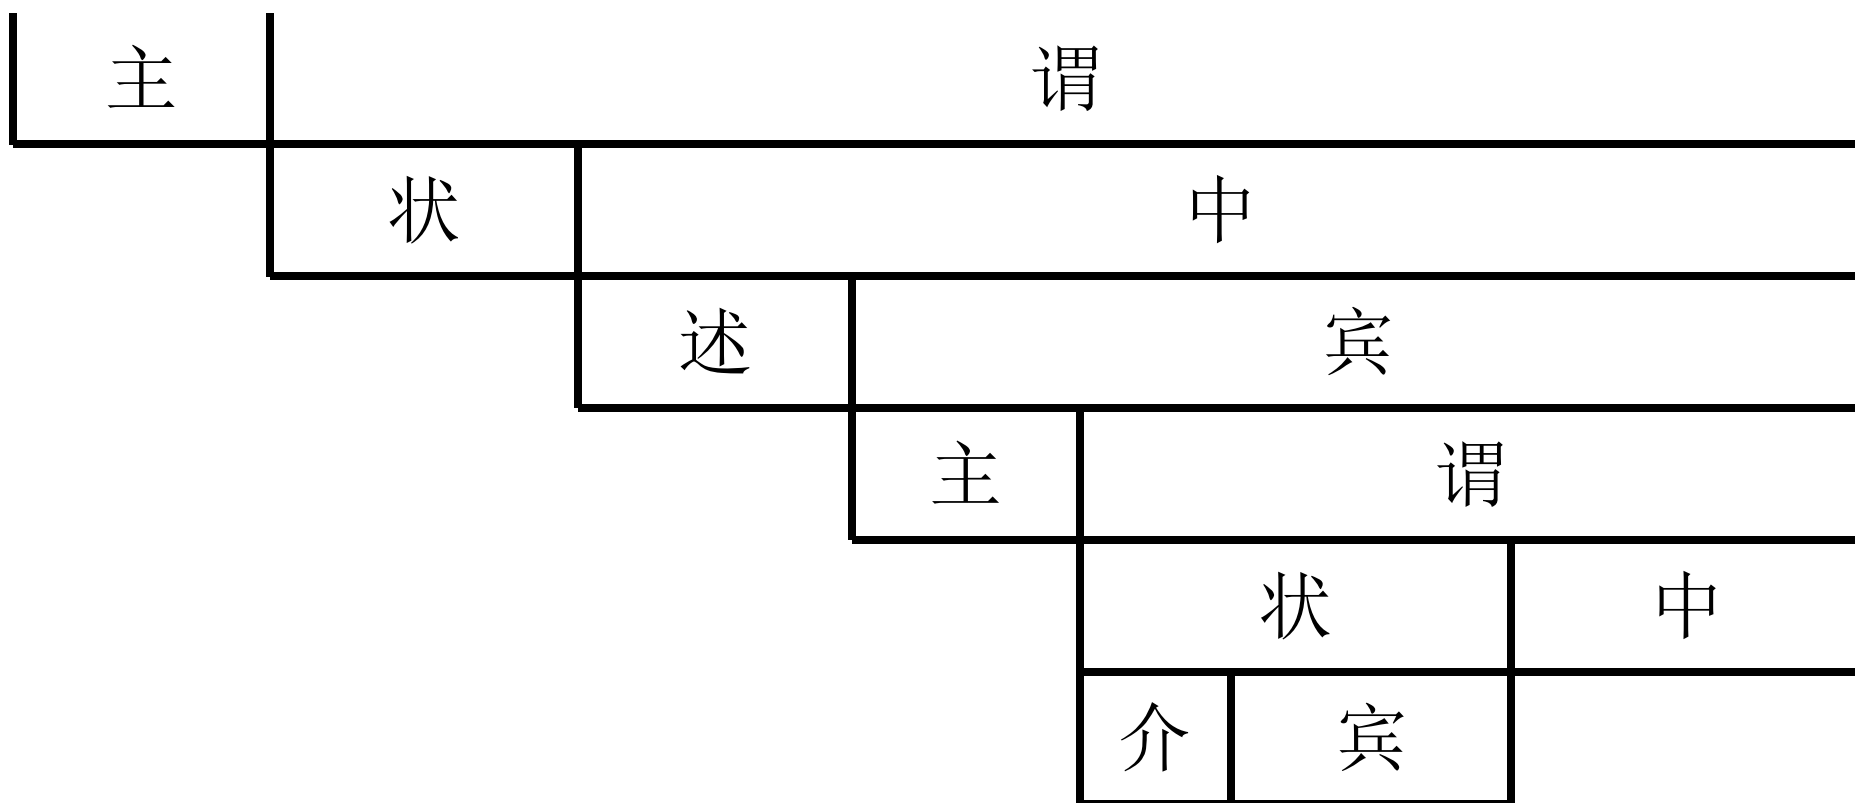 主 谓
状 中
述 宾
主 谓
状 中
介 宾